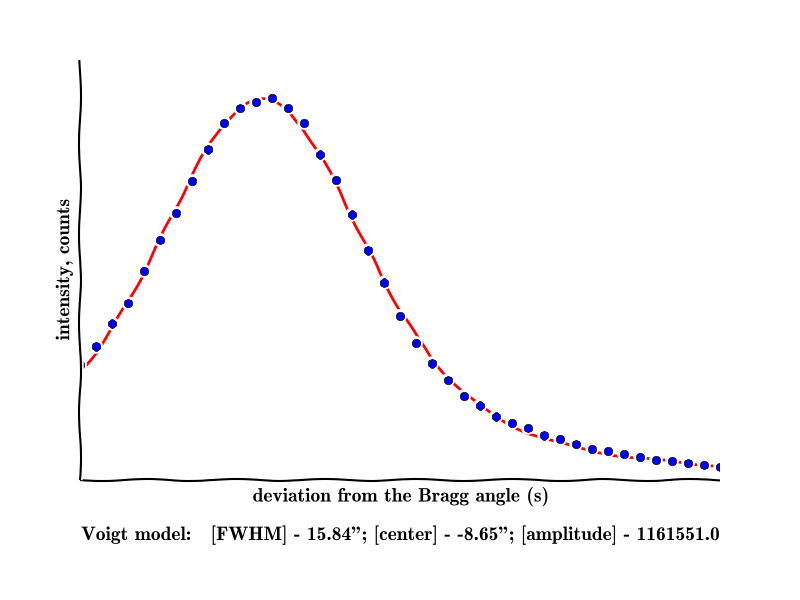 intensity, counts
deviation from the Bragg angle (s)
Voigt model: [FWHM] - 15.84”; [center] - -8.65”; [amplitude] - 1161551.0